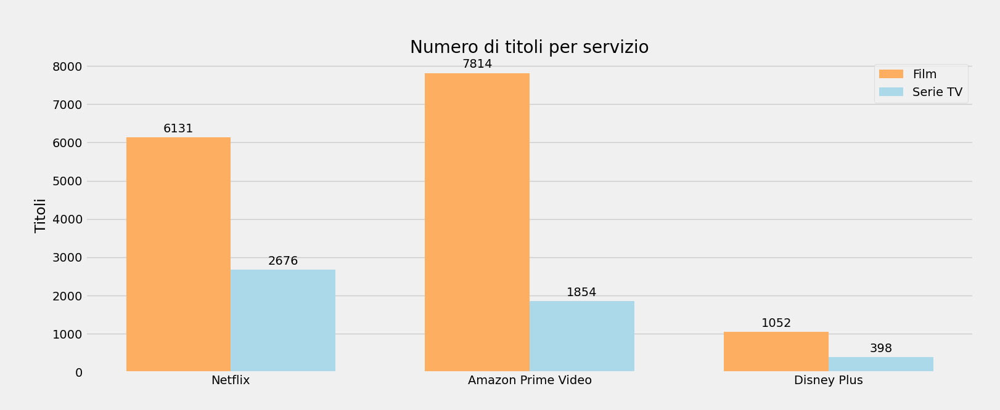 Numero di titoli per servizio
Titoli
8000
7000
6000
5000
4000
3000
2000
1000
0
6131
2676
7814
1854
1052
398
Netflix
Amazon Prime Video
Disney Plus
Film
Serie TV